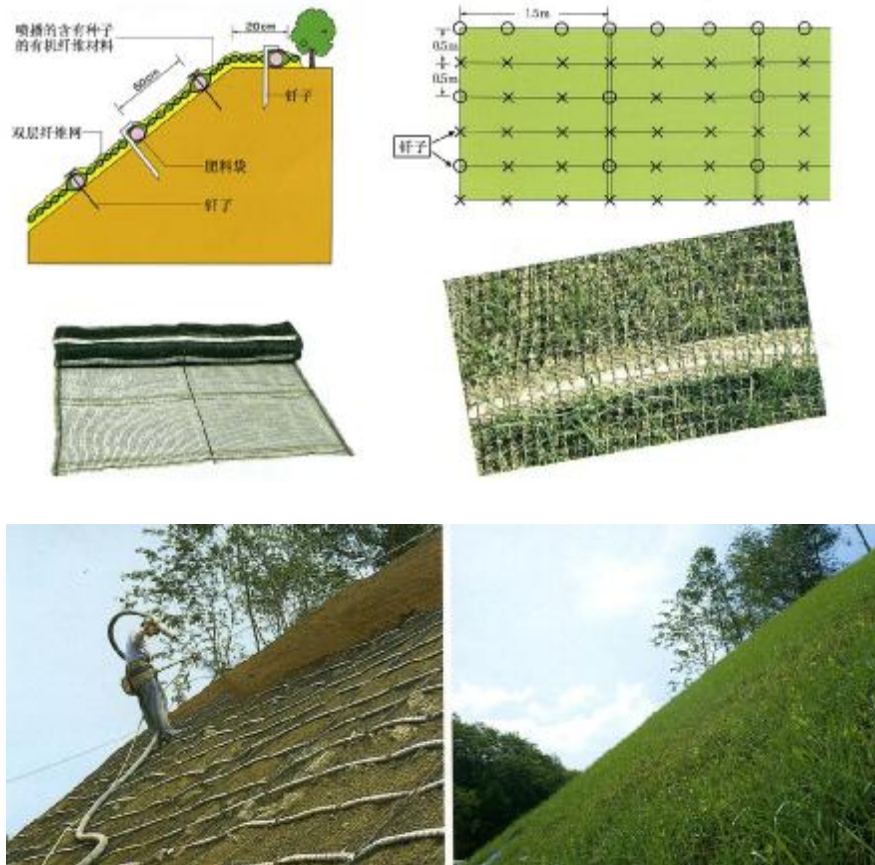 喷播的含有种子
的有机纤维材料
20cm
60cm
钎子
双层纤维网
肥料袋
钎子
1.5m
0.5m
0.5m
钎子